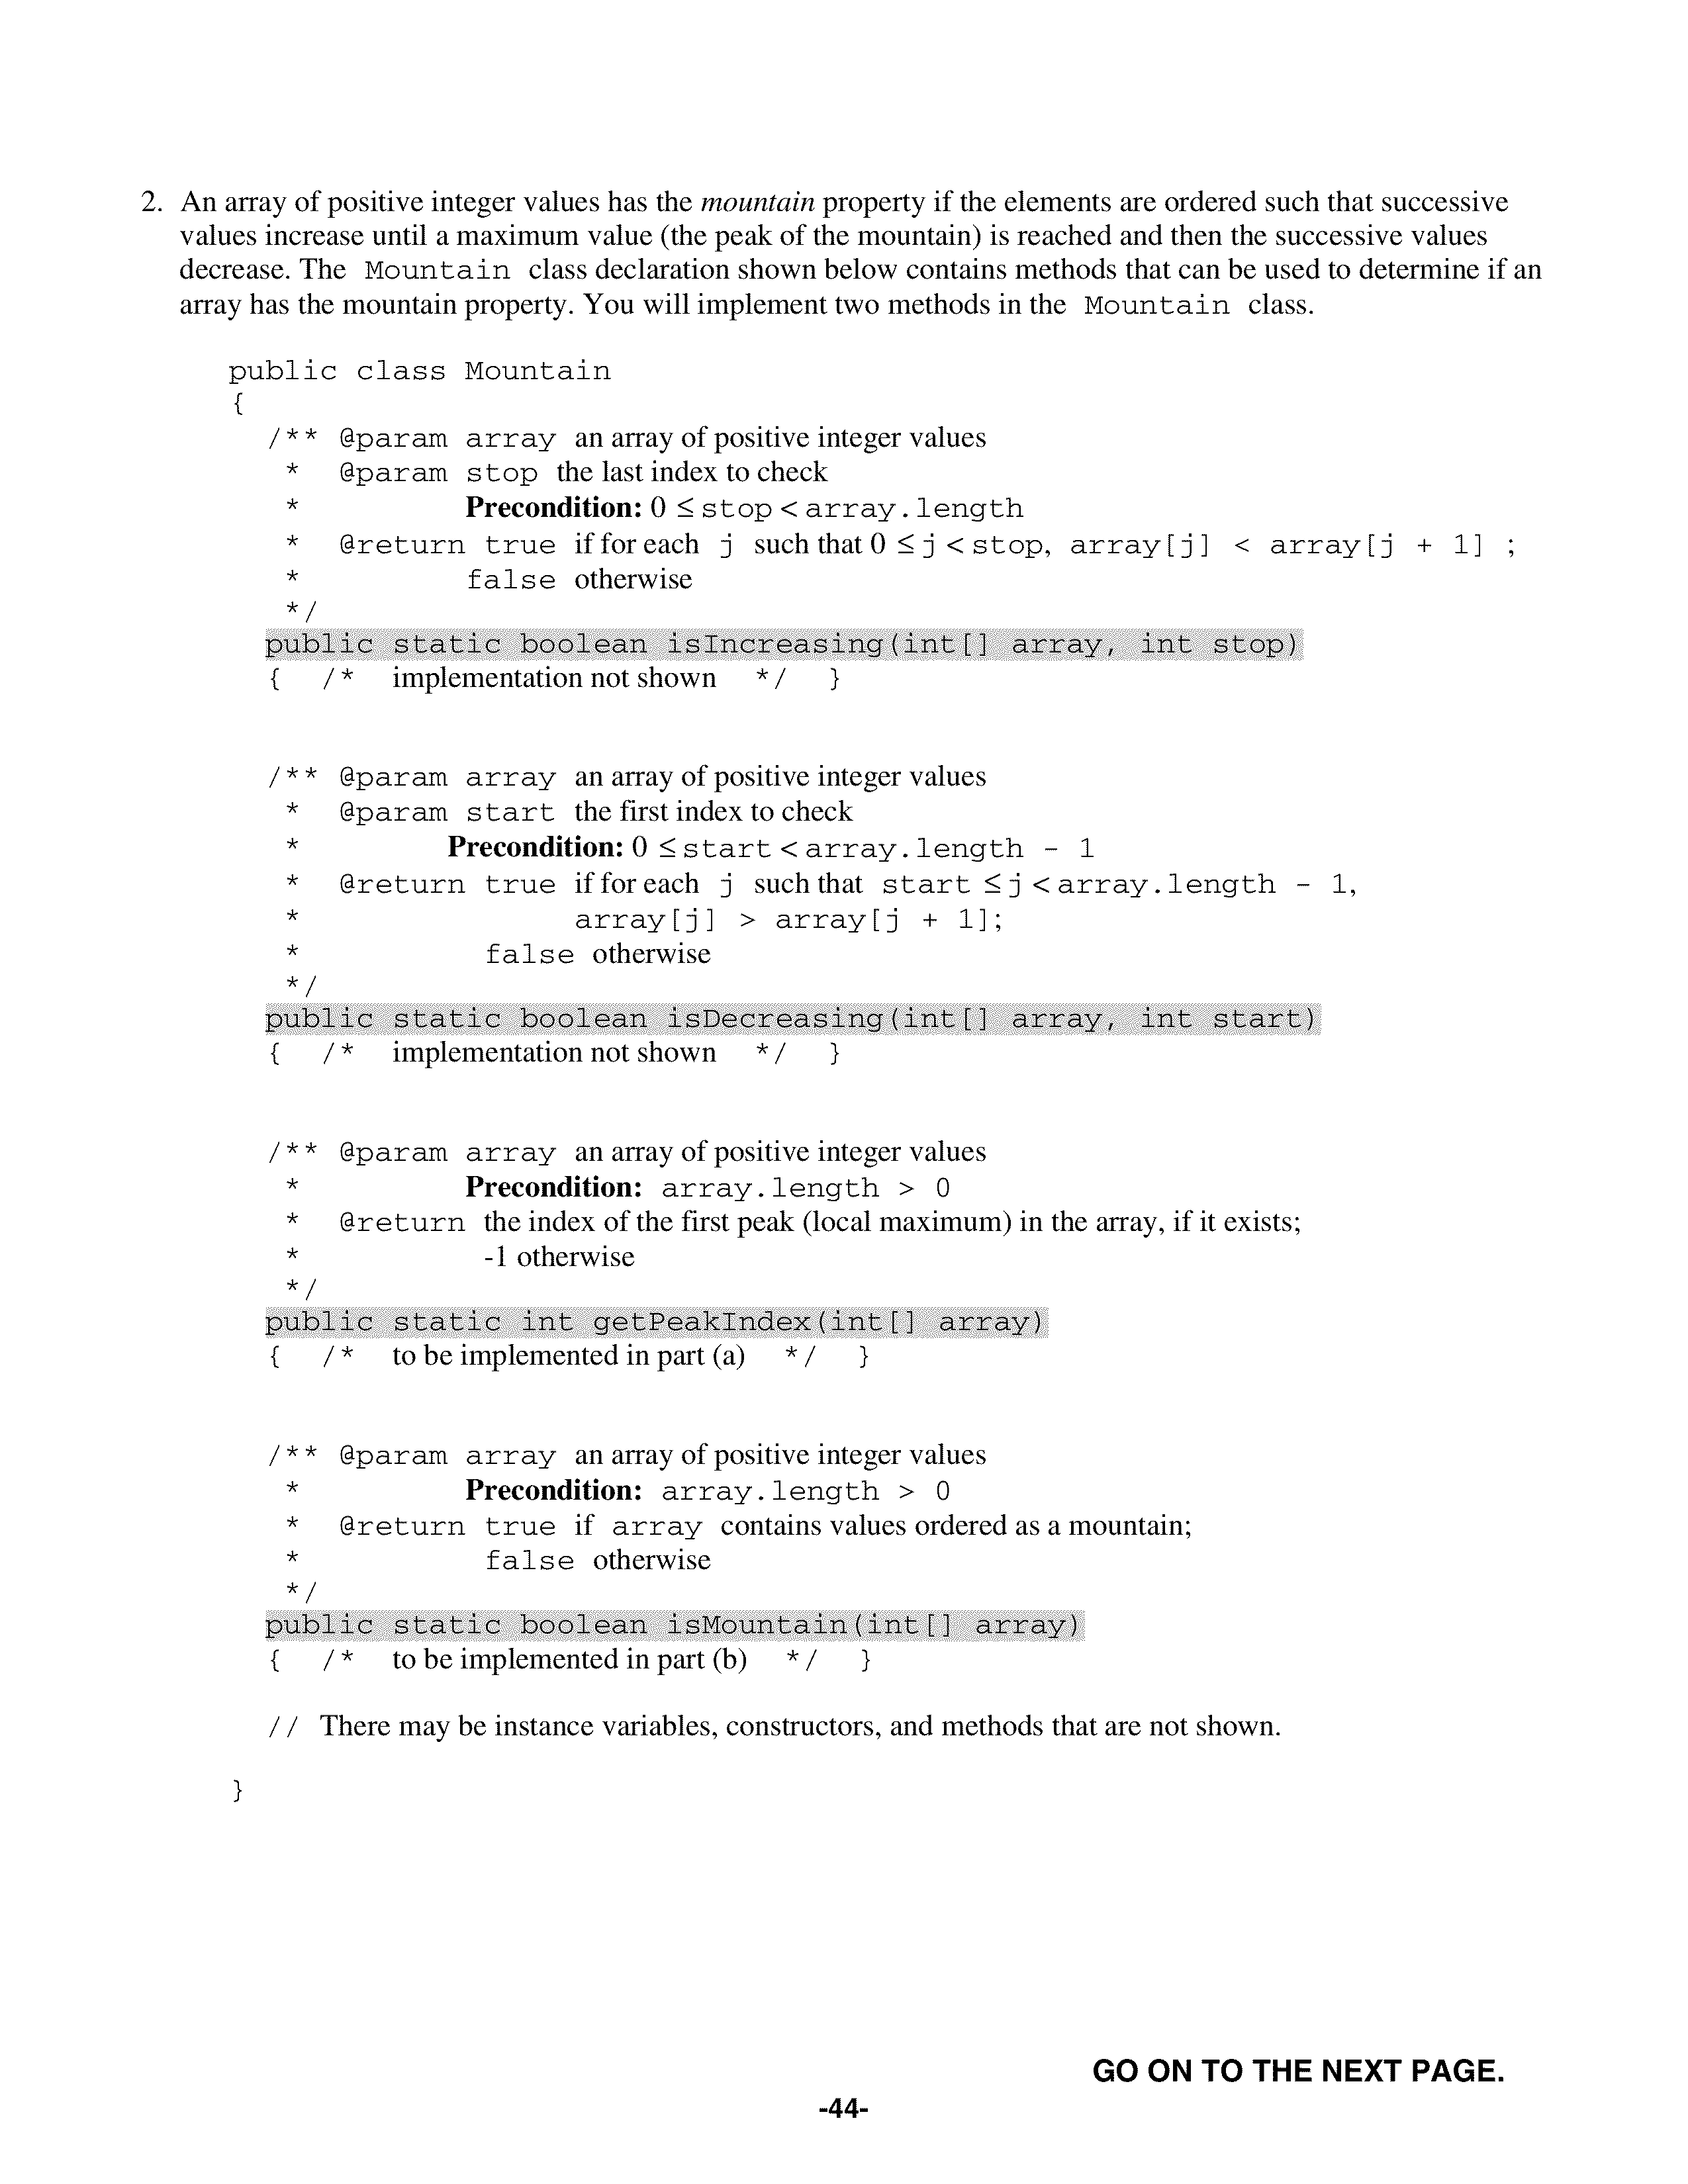 2. An array of positive integer values has the mountain property if the elements are ordered such that successive
values increase until a maximum value (the peak of the mountain) is reached and then the successive values
decrease. The Mountain class declaration shown below contains methods that can be used to determine if an
array has the mountain property. You will implement two methods in the Mountain class.
public class Mountain
{
/** @param array an array of positive integer values
* @param stop the last index to check
* Precondition: 0 ≤ stop < array.length
* @return true if for each j such that 0 ≤ j < stop, array[j] < array[j + 1] ;
* false otherwise
*/
public static boolean isIncreasing(int[] array, int stop)
{ /* implementation not shown */ }
/** @param array an array of positive integer values
* @param start the first index to check
* Precondition: 0 ≤ start < array.length - 1
* @return true if for each j such that start ≤ j < array.length - 1,
* array[j] > array[j + 1];
* false otherwise
*/
public static boolean isDecreasing(int[] array, int start)
{ /* implementation not shown */ }
/** @param array an array of positive integer values
* Precondition: array.length > 0
* @return the index of the first peak (local maximum) in the array, if it exists;
* -1 otherwise
*/
public static int getPeakIndex(int[] array)
{ /* to be implemented in part (a) */ }
/** @param array an array of positive integer values
* Precondition: array.length > 0
* @return true if array contains values ordered as a mountain;
* false otherwise
*/
public static boolean isMountain(int[] array)
{ /* to be implemented in part (b) */ }
// There may be instance variables, constructors, and methods that are not shown.
}
GO ON TO THE NEXT PAGE.
-44-